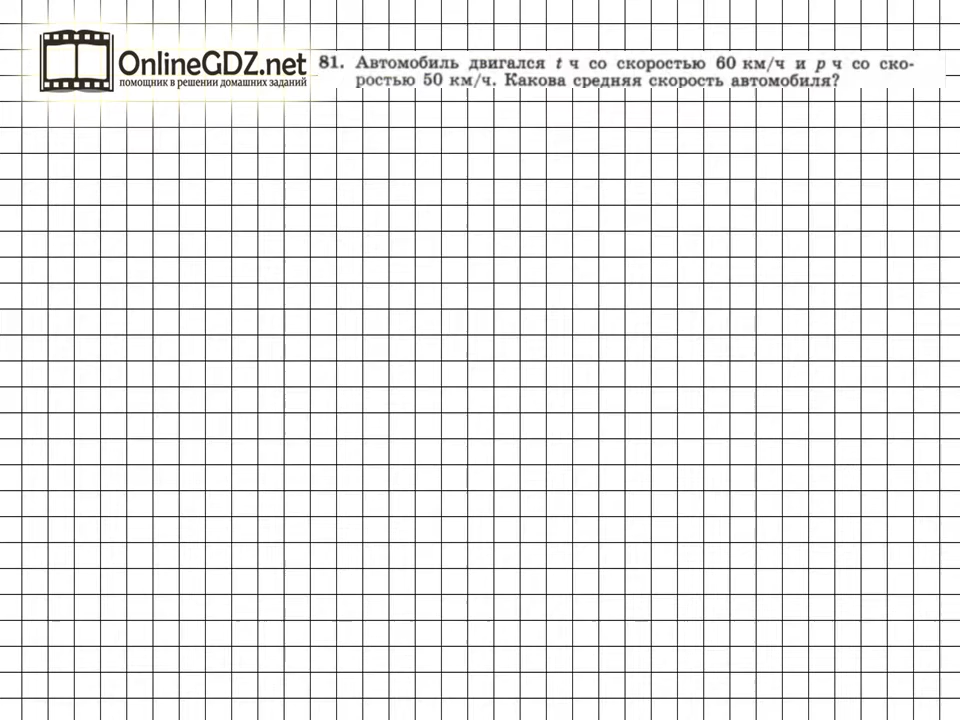 OnlineGDZ.net
помощник в решении домашних заданий
81. Автомобиль двигался t ч со скоростью 60 км/ч и p ч со ско-
ростью 50 км/ч. Какова средняя скорость автомобиля?